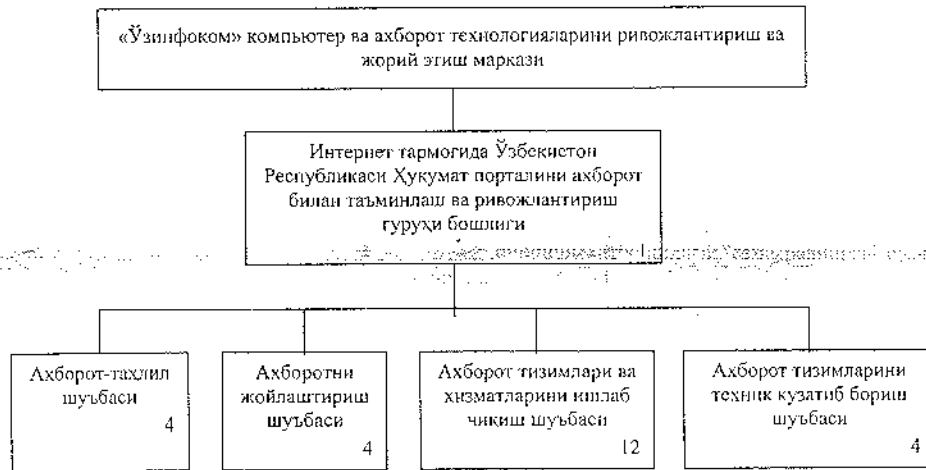 «Ўзинфоком» компьютер ва ахборот технологияларини ривожлантириш ва
жорий этиш маркази
Интернет тармоғида Ўзбекистон
Республикаси Ҳукумат порталини ахборот
билан таъминлаш ва ривожлантириш
гуруҳи бошлиғи
1
Ахборот-таҳлил
шуъбаси
4
Ахборотни
жойлаштириш
шуъбаси
4
Ахборот тизимлари ва
хизматларини ишлаб
чиқиш шуъбаси
12
Ахборот тизимларини
техник кузатиб бориш
шуъбаси
4